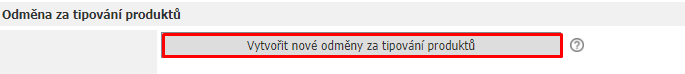 Odměna za tipování produktů
Vytvořit nové odměny za tipování produktů
?